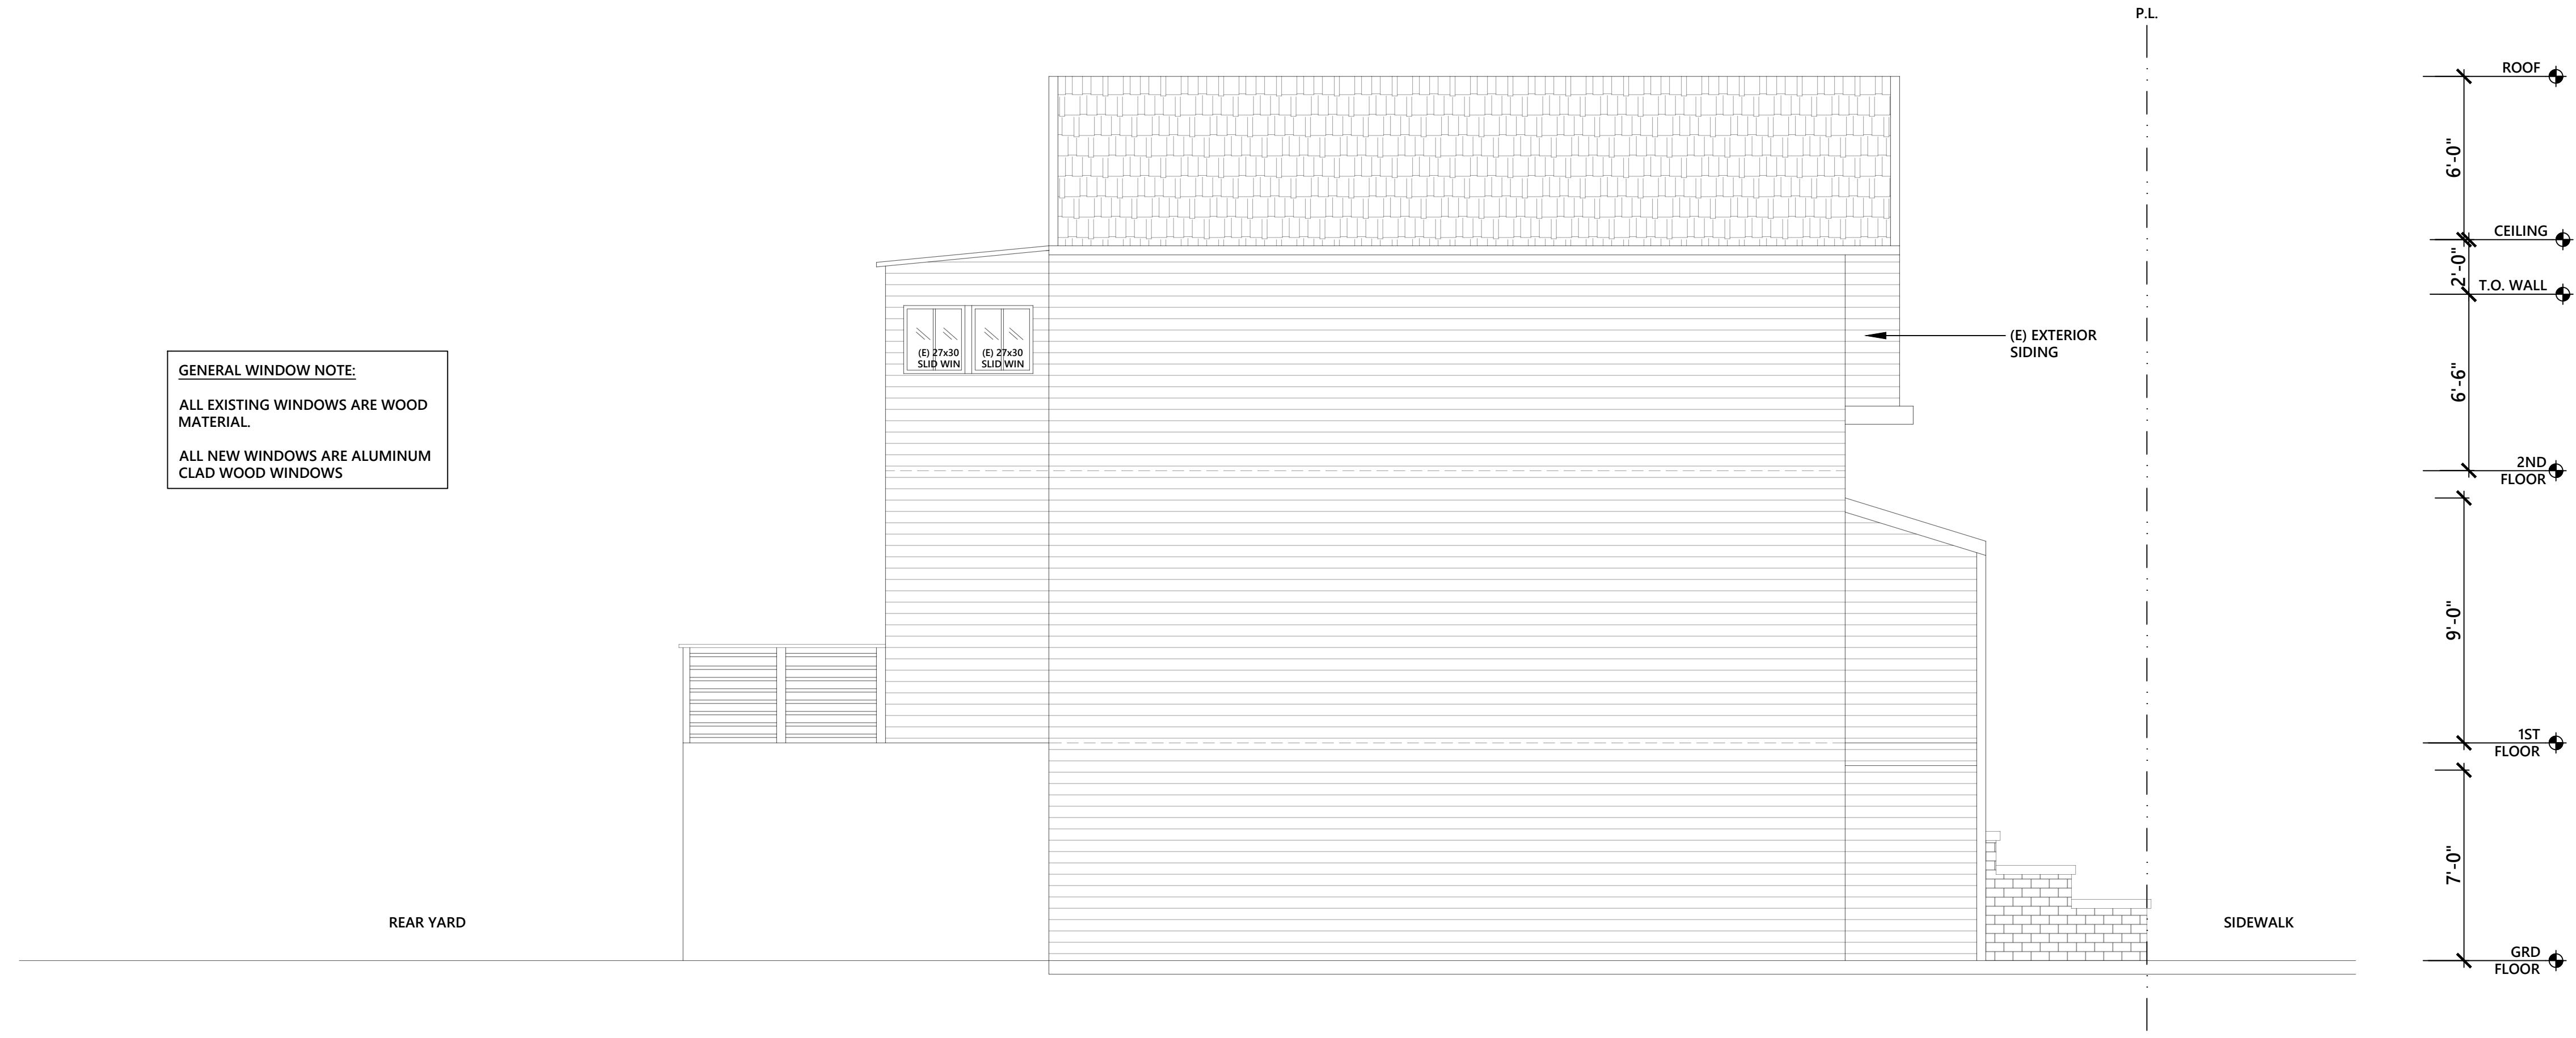 P.L.
ROOF
6'-0"
CEILING
2'-0"
T.O. WALL
(E) EXTERIOR
SIDING
(E) 27x30
SLID WIN
(E) 27x30
SLID WIN
GENERAL WINDOW NOTE:
ALL EXISTING WINDOWS ARE WOOD
MATERIAL.
ALL NEW WINDOWS ARE ALUMINUM
CLAD WOOD WINDOWS
6'-6"
2ND
FLOOR
9'-0"
1ST
FLOOR
7'-0"
REAR YARD
SIDEWALK
GRD
FLOOR